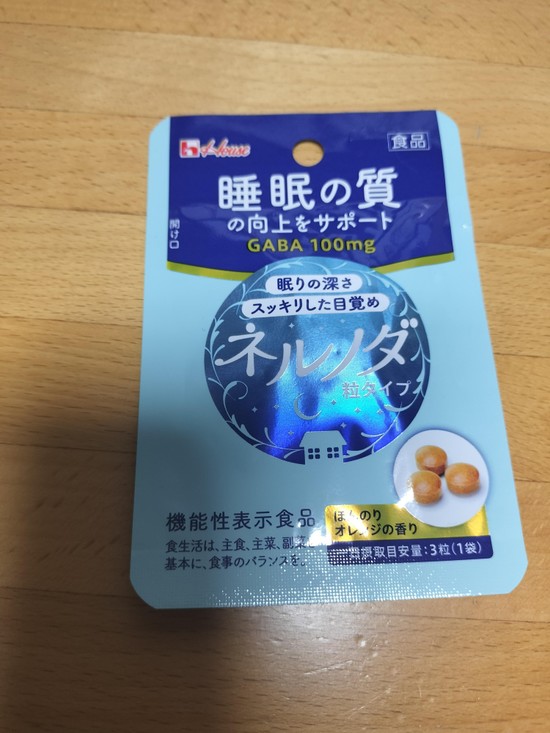 House
食品
睡眠の質
の向上をサポート
GABA 100mg
開け口
眠りの深さ
スッキリした目覚め
ネルノダ
粒タイプ
ほんのり
オレンジの香り
機能性表示食品
食生活は、主食、主菜、副菜
基本に、食事のバランスを。
摂取目安量:3粒(1袋)